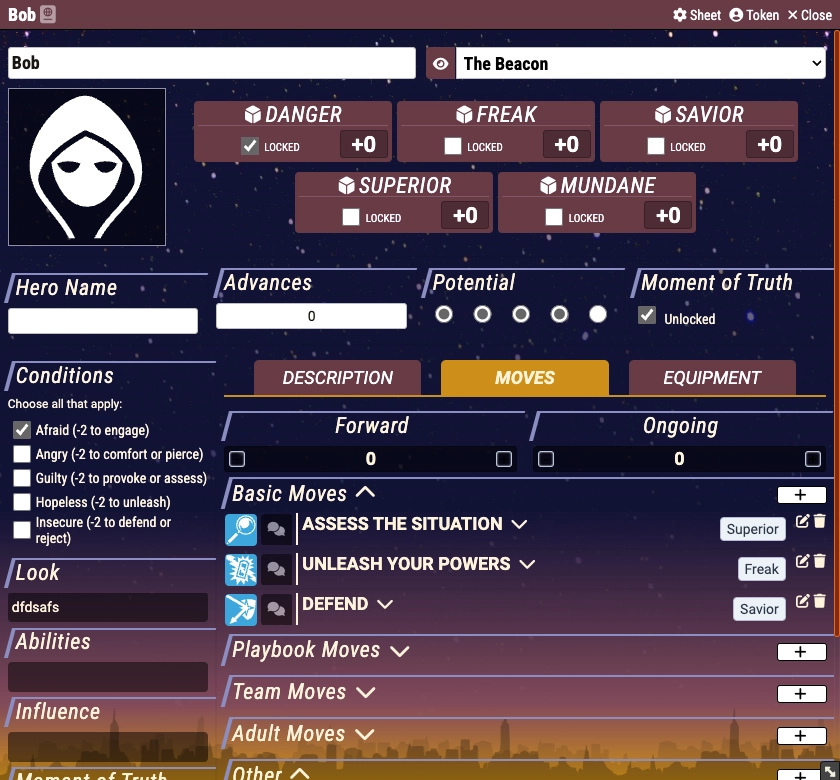 Bob
Sheet Token Close
Bob The Beacon
DANGER FREAK SAVIOR
LOCKED +0 LOCKED +0 LOCKED +0
SUPERIOR MUNDANE
LOCKED +0 LOCKED +0
Hero Name Advances Potential Moment of Truth
0 Unlocked
Conditions
Choose all that apply:
Afraid (-2 to engage)
Angry (-2 to comfort or pierce)
Guilty (-2 to provoke or assess)
Hopeless (-2 to unleash)
Insecure (-2 to defend or
reject)
Look
dfdsafs
Abilities
Influence
Moment of Truth
DESCRIPTION MOVES EQUIPMENT
Forward Ongoing
0 0
Basic Moves +
ASSESS THE SITUATION Superior
UNLEASH YOUR POWERS Freak
DEFEND Savior
Playbook Moves +
Team Moves +
Adult Moves +
Other +